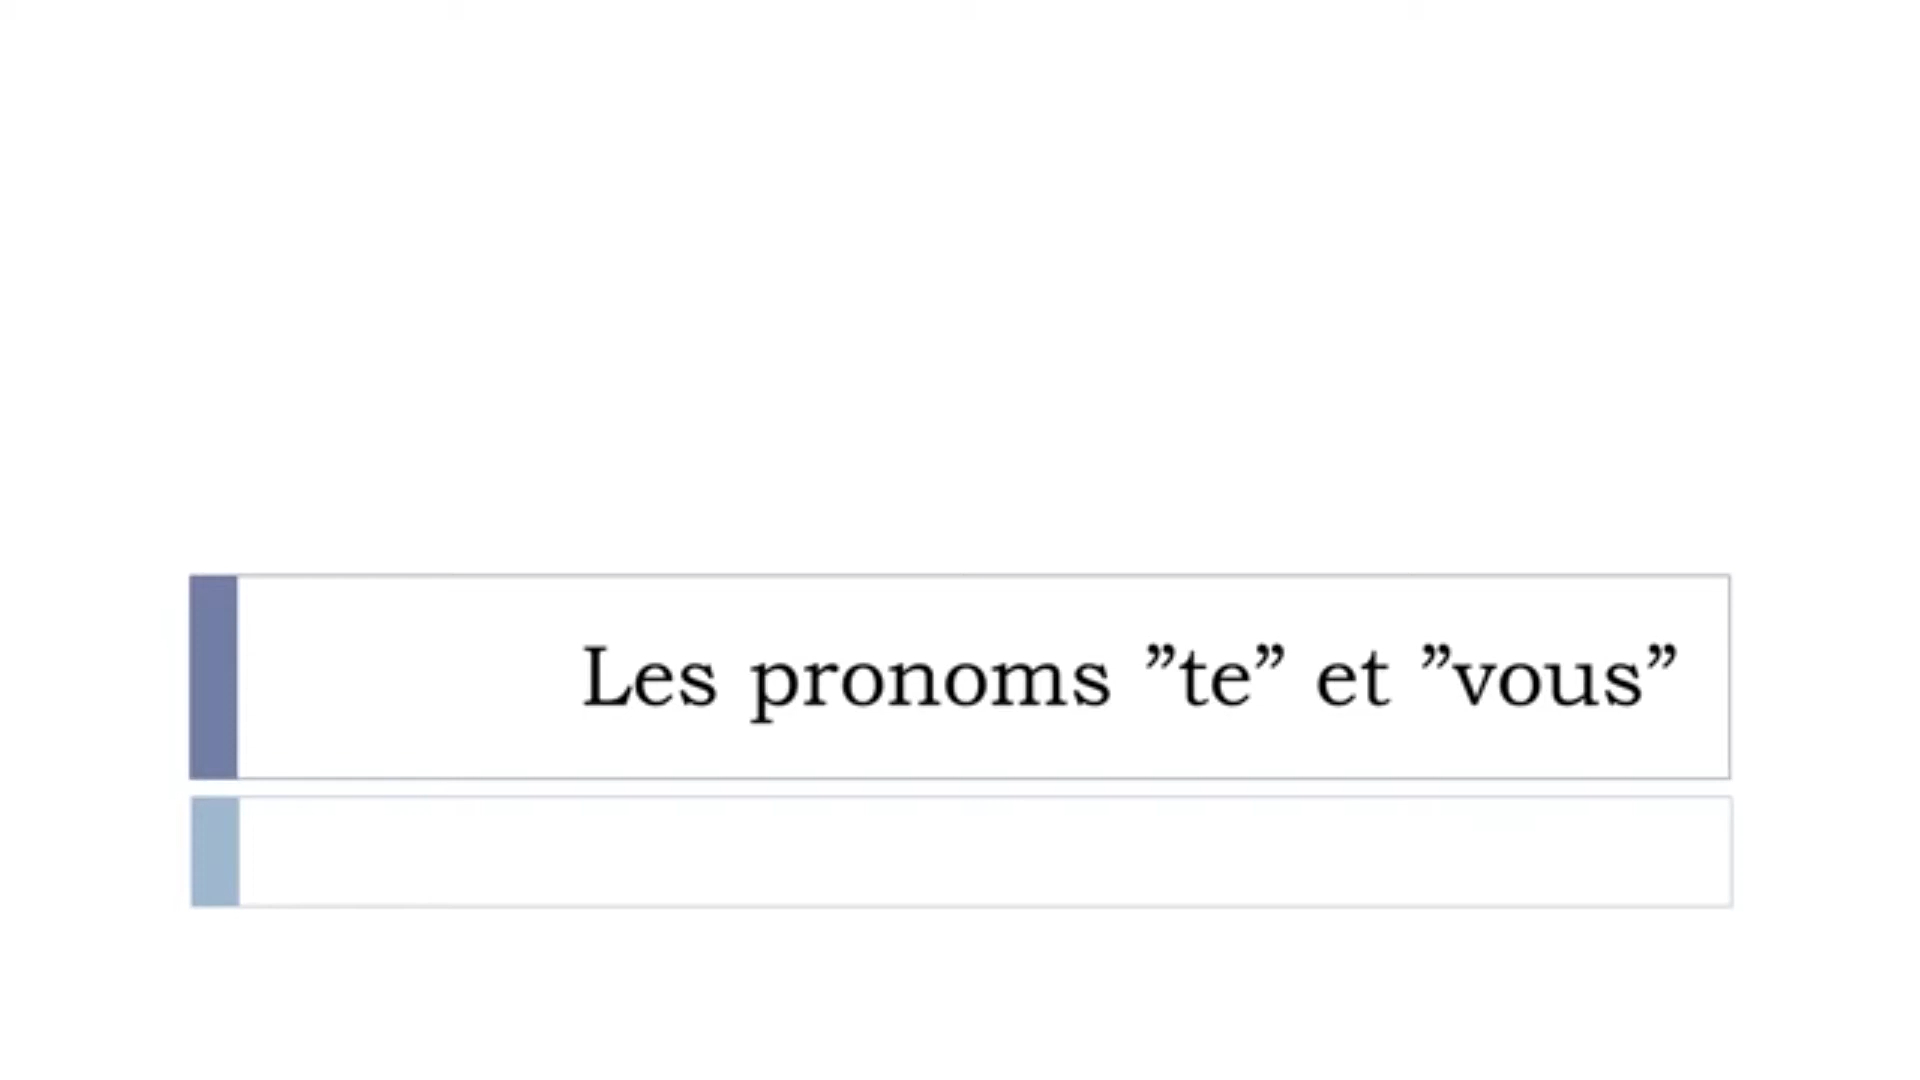 Les pronoms ”te” et ”vous”